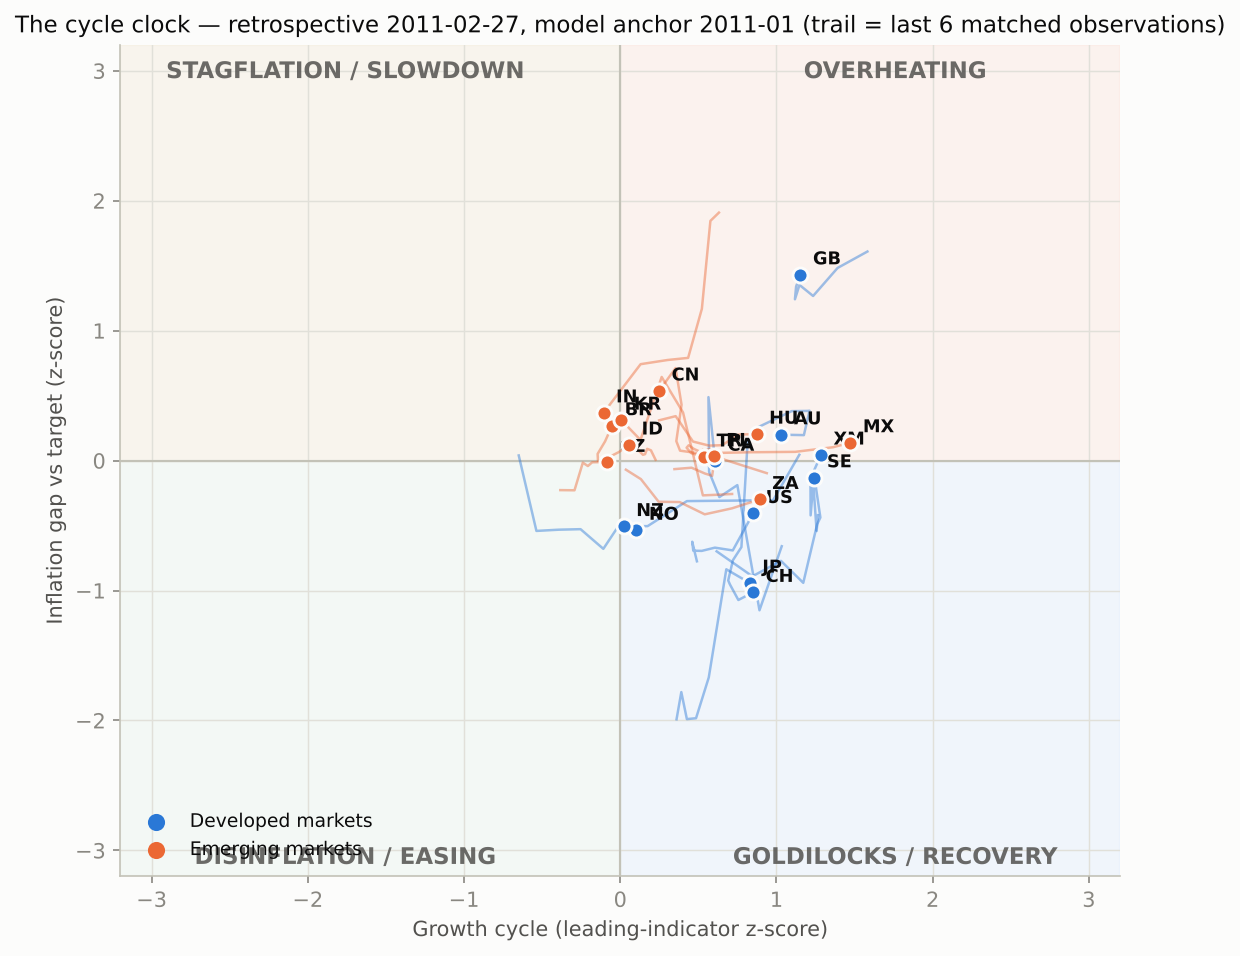 The cycle clock — retrospective 2011-02-27, model anchor 2011-01 (trail = last 6 matched observations)
STAGFLATION / SLOWDOWN
OVERHEATING
DISINFLATION / EASING
GOLDILOCKS / RECOVERY
Inflation gap vs target (z-score)
3
2
1
0
−1
−2
−3
GB
CN
IN
KR
BR
ID
HU
AU
MX
XM
SE
CA
ZA
US
NZ
NO
JP
CH
Developed markets
Emerging markets
−3
−2
−1
0
1
2
3
Growth cycle (leading-indicator z-score)